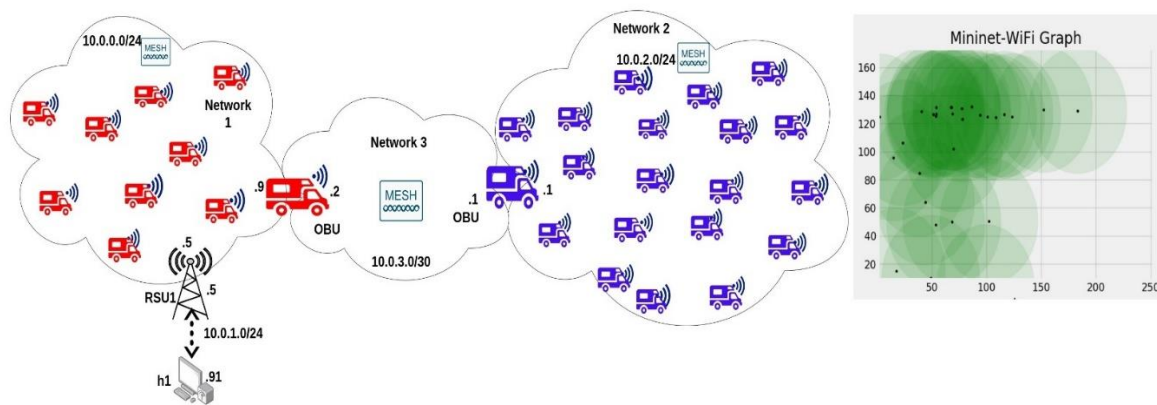 10.0.0.0/24
MESH
Network
1
.9
.2
OBU
.5
RSU1
.5
10.0.1.0/24
h1
.91
Network 3
MESH
10.0.3.0/30
.1
OBU
.1
Network 2
10.0.2.0/24
MESH
Mininet-WiFi Graph
160
140
120
100
80
60
40
20
50
100
150
200
250